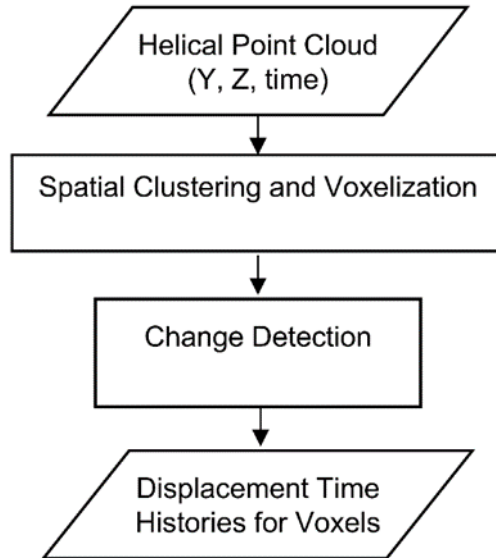 Helical Point Cloud
(Y, Z, time)
Spatial Clustering and Voxelization
Change Detection
Displacement Time
Histories for Voxels